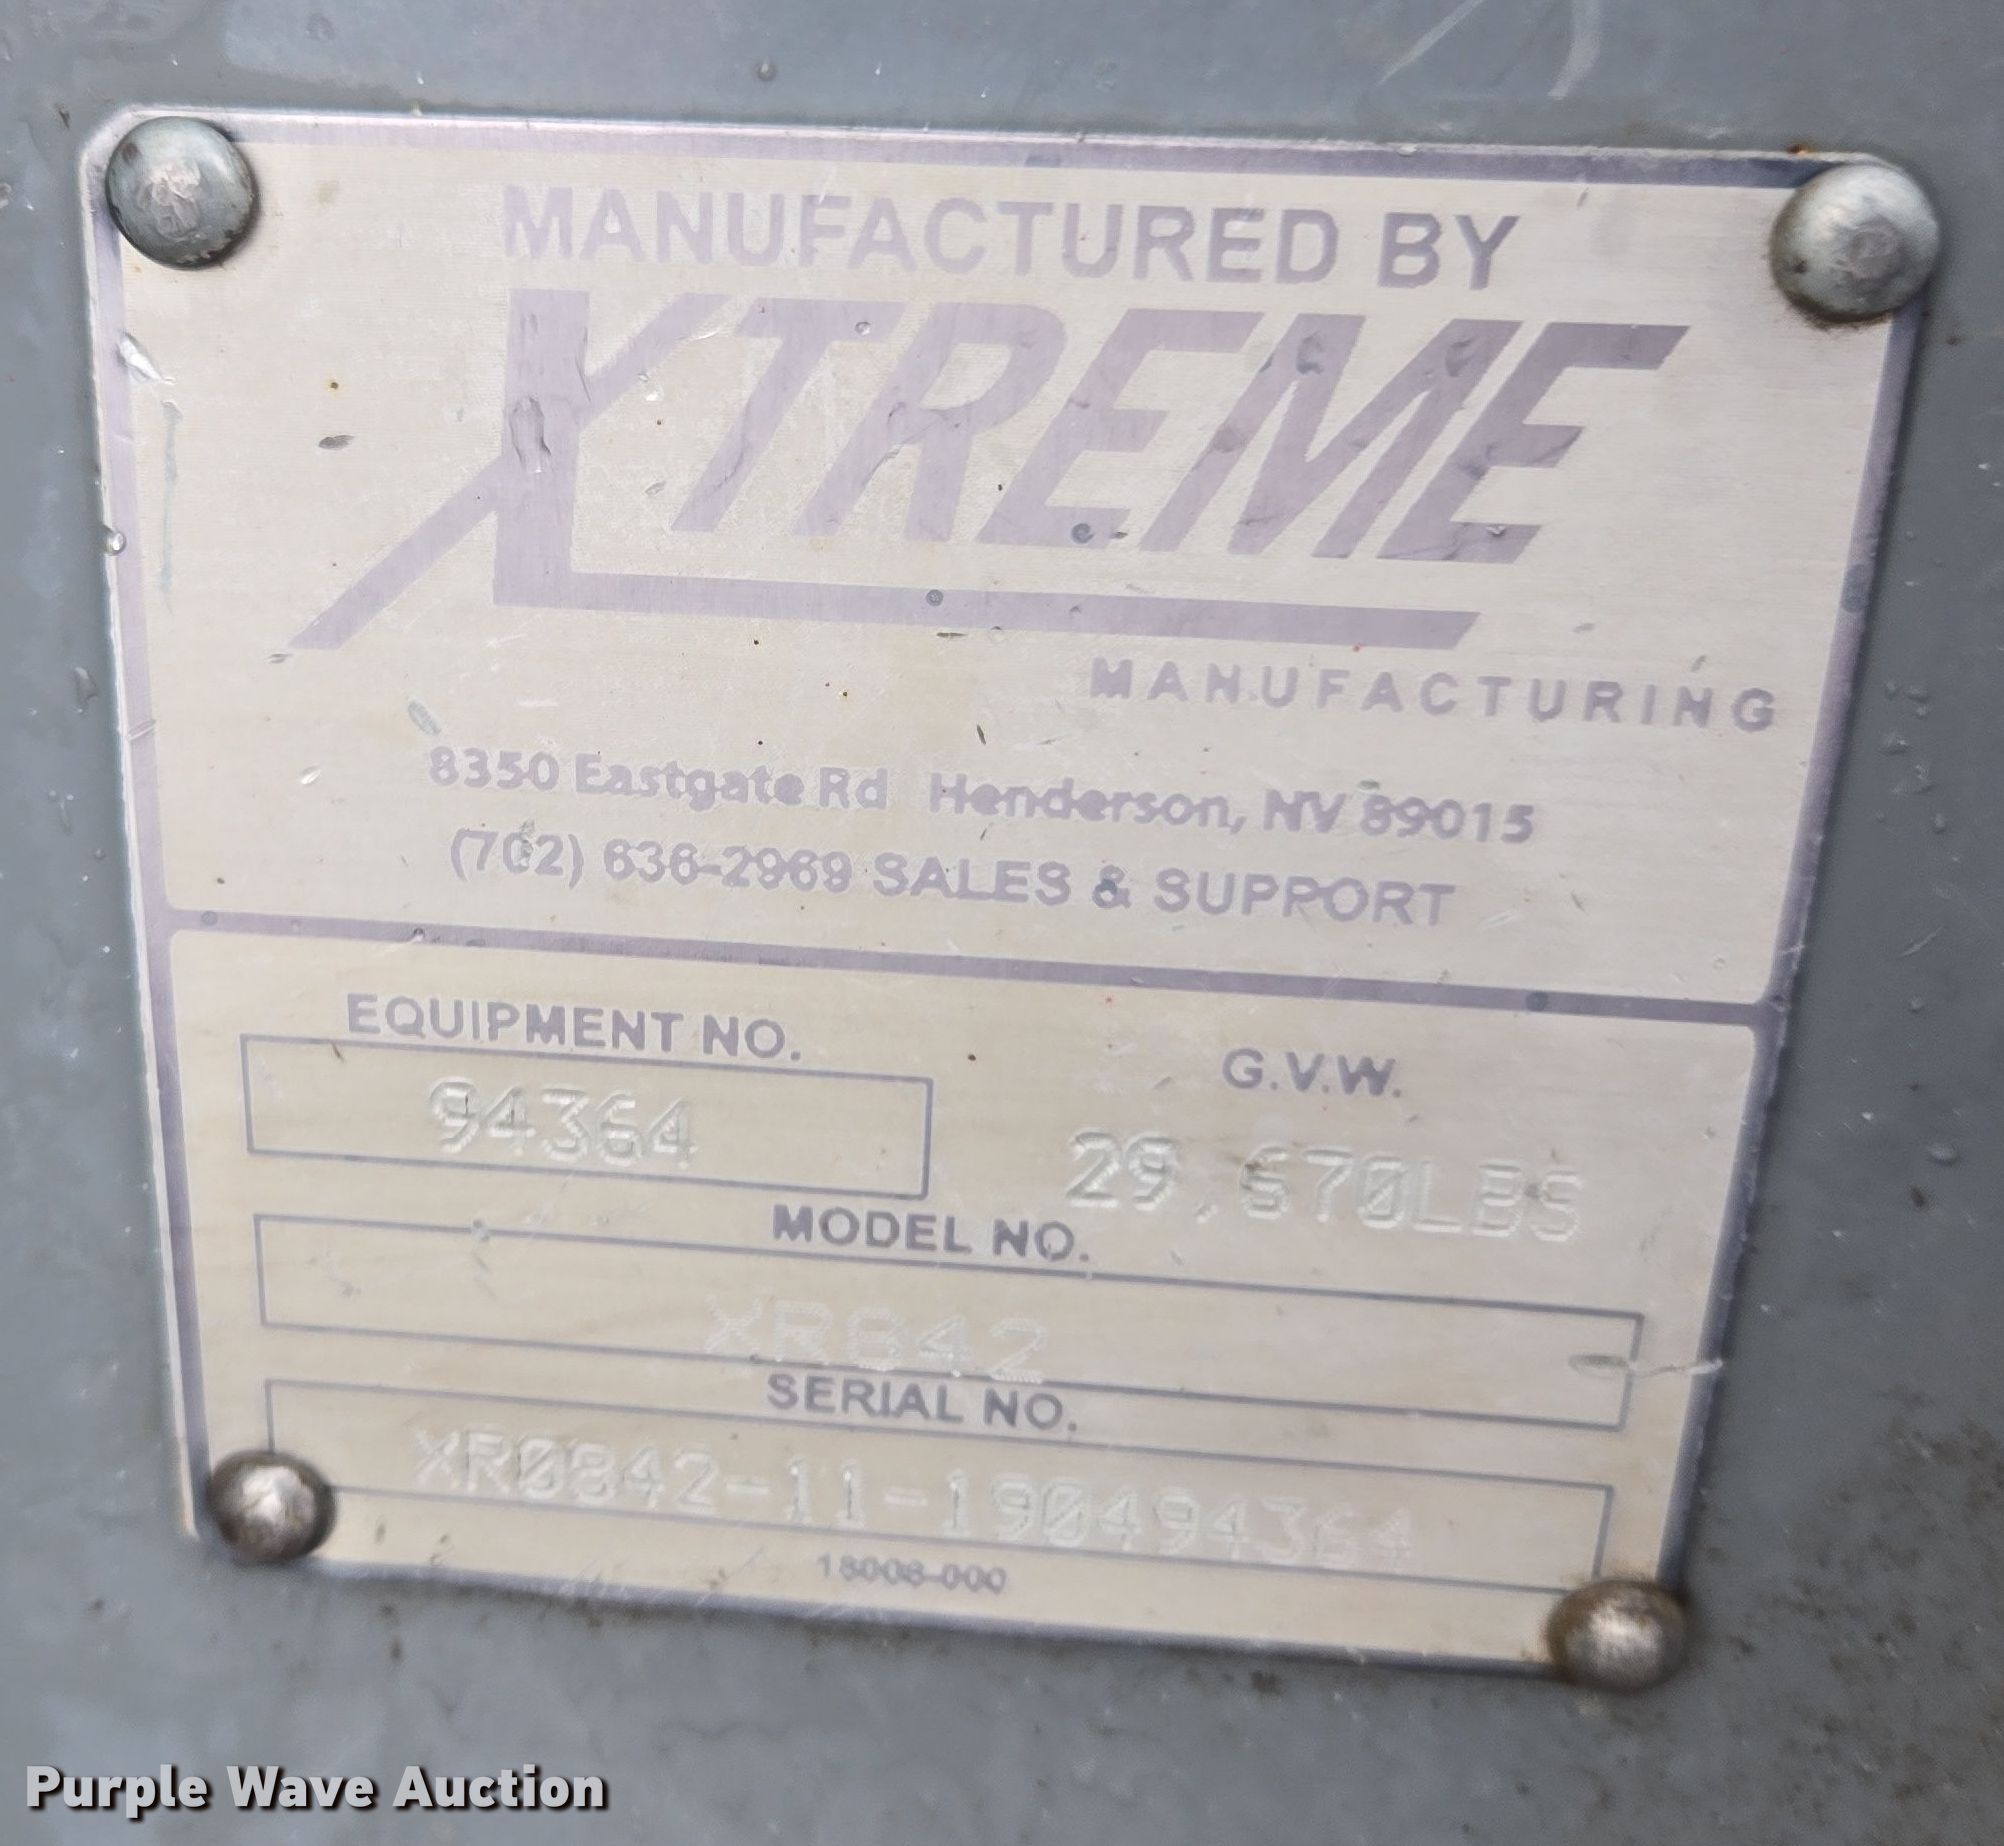 MANUFACTURED BY
XTREME
MANUFACTURING
8350 Eastgate Rd Henderson, NV 89015
(702) 636-2969 SALES & SUPPORT
EQUIPMENT NO.
94364
G.V.W.
29,670LBS
MODEL NO.
XR842
SERIAL NO.
XR0842-11-190494364
18008-000
Purple Wave Auction